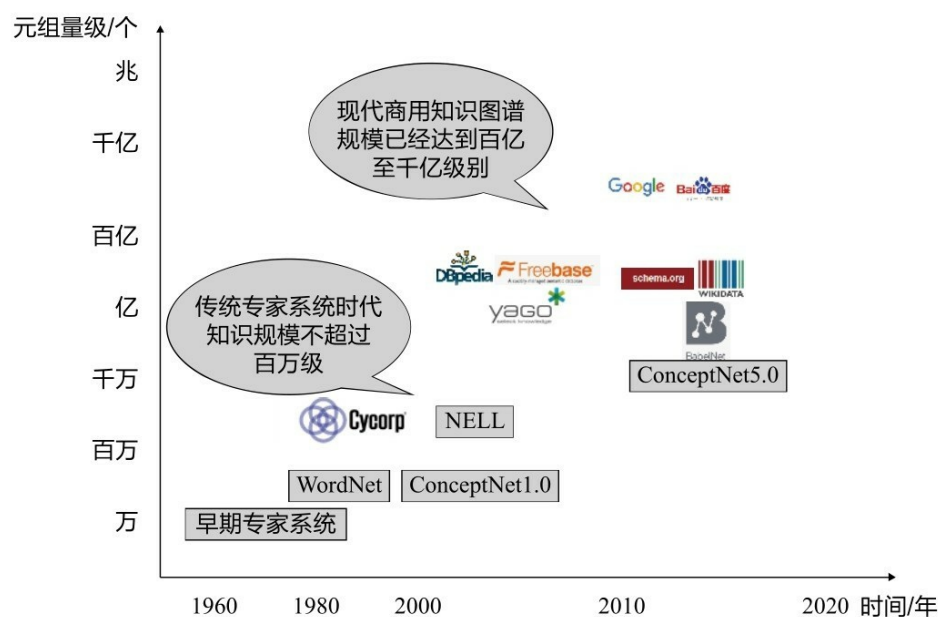 元组量级/个
兆
千亿
百亿
亿
千万
百万
万
现代商用知识图谱
规模已经达到百亿
至千亿级别
Google
Bai百度
DBpedia
Freebase
yago
schema.org
WIKIDATA
BabelNet
传统专家系统时代
知识规模不超过
百万级
ConceptNet5.0
Cycorp
NELL
WordNet
ConceptNet1.0
早期专家系统
1960
1980
2000
2010
2020
时间/年